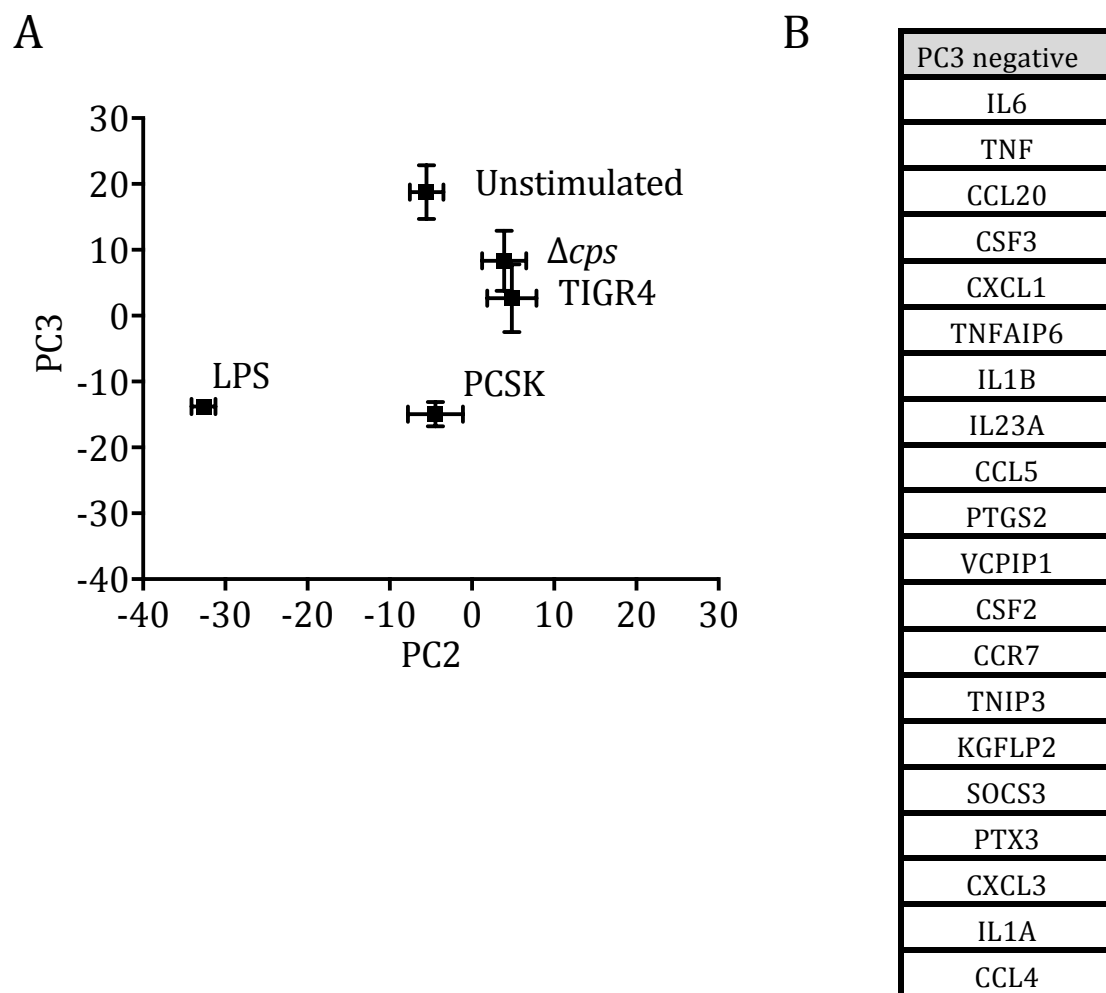 A
B
30
20
10
0
-10
-20
-30
-40
PC3
Unstimulated
Δcps
TIGR4
LPS
PCSK
-40 -30 -20 -10 0 10 20 30
PC2
PC3 negative
IL6
TNF
CCL20
CSF3
CXCL1
TNFAIP6
IL1B
IL23A
CCL5
PTGS2
VCPIP1
CSF2
CCR7
TNIP3
KGFLP2
SOCS3
PTX3
CXCL3
IL1A
CCL4